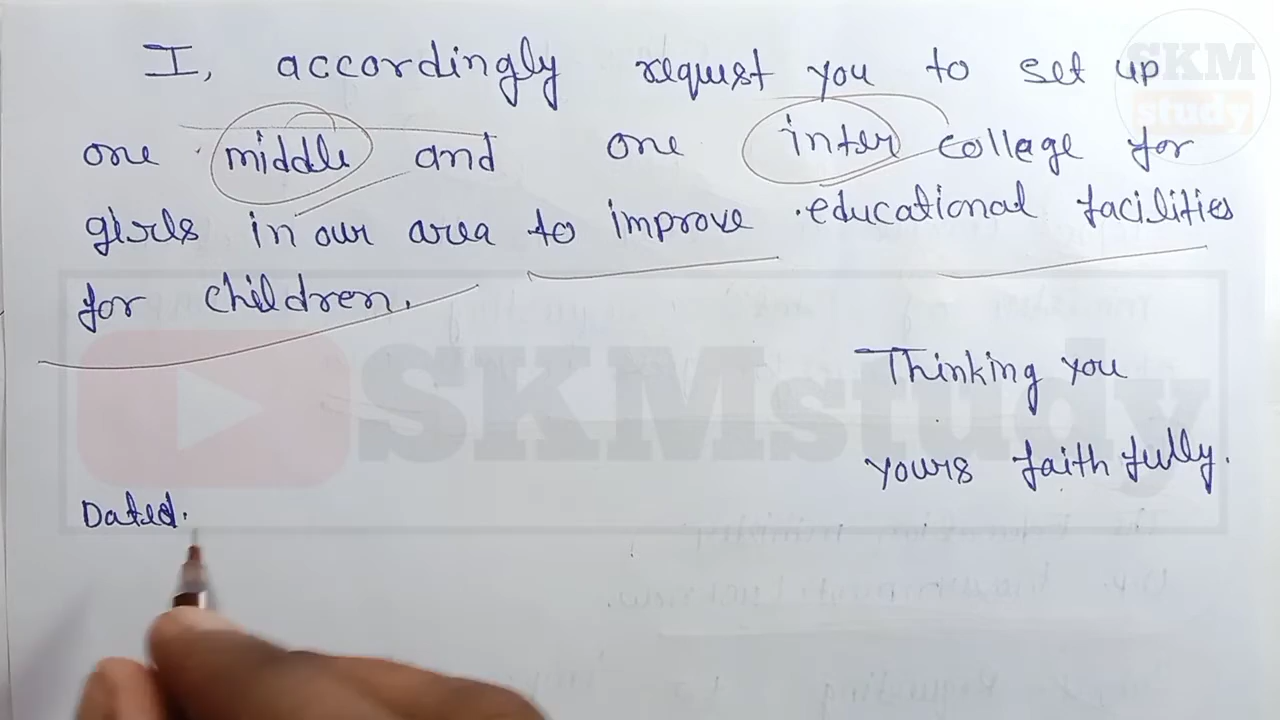 I, accordingly request you to set up
one middle and one inter college for
girls in our area to improve educational facilities
for children.
Thinking you
yours faithfully.
Dated.
SKM
study
SKMstudy